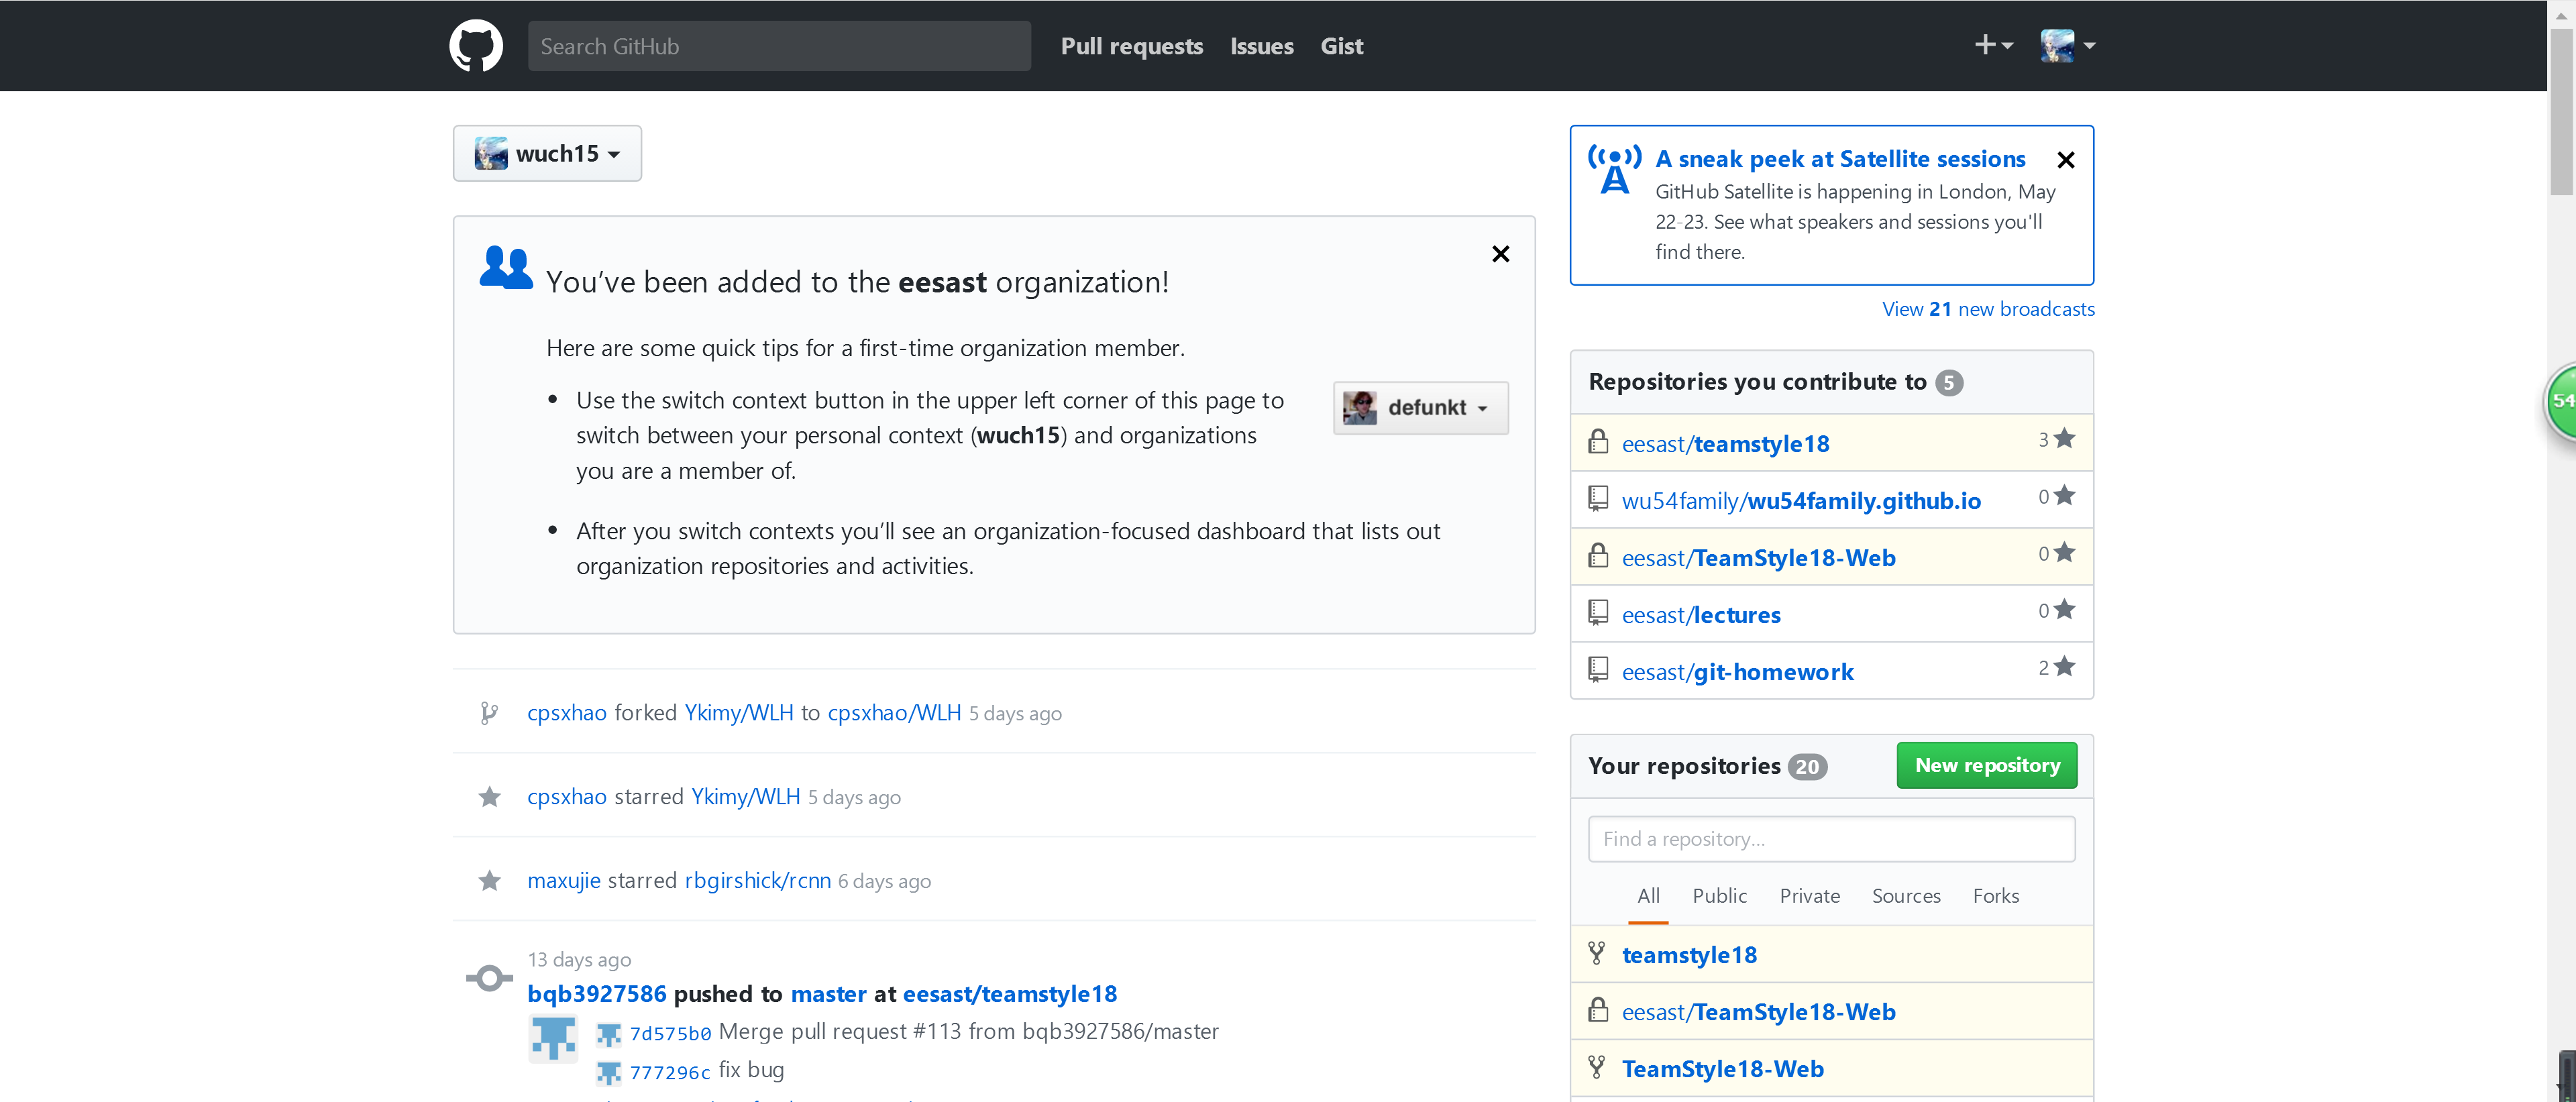 Search GitHub
Pull requests Issues Gist
wuch15
You've been added to the eesast organization!
Here are some quick tips for a first-time organization member.
• Use the switch context button in the upper left corner of this page to
switch between your personal context (wuch15) and organizations
you are a member of.
defunkt
• After you switch contexts you'll see an organization-focused dashboard that lists out
organization repositories and activities.
cpsxhao forked Ykimy/WLH to cpsxhao/WLH 5 days ago
cpsxhao starred Ykimy/WLH 5 days ago
maxujie starred rbgirshick/rcnn 6 days ago
13 days ago
bqb3927586 pushed to master at eesast/teamstyle18
7d575b0 Merge pull request #113 from bqb3927586/master
777296c fix bug
A sneak peek at Satellite sessions
GitHub Satellite is happening in London, May
22-23. See what speakers and sessions you'll
find there.
View 21 new broadcasts
Repositories you contribute to 5
eesast/teamstyle18 3
wu54family/wu54family.github.io 0
eesast/TeamStyle18-Web 0
eesast/lectures 0
eesast/git-homework 2
Your repositories 20
New repository
Find a repository...
All Public Private Sources Forks
teamstyle18
eesast/TeamStyle18-Web
TeamStyle18-Web
54